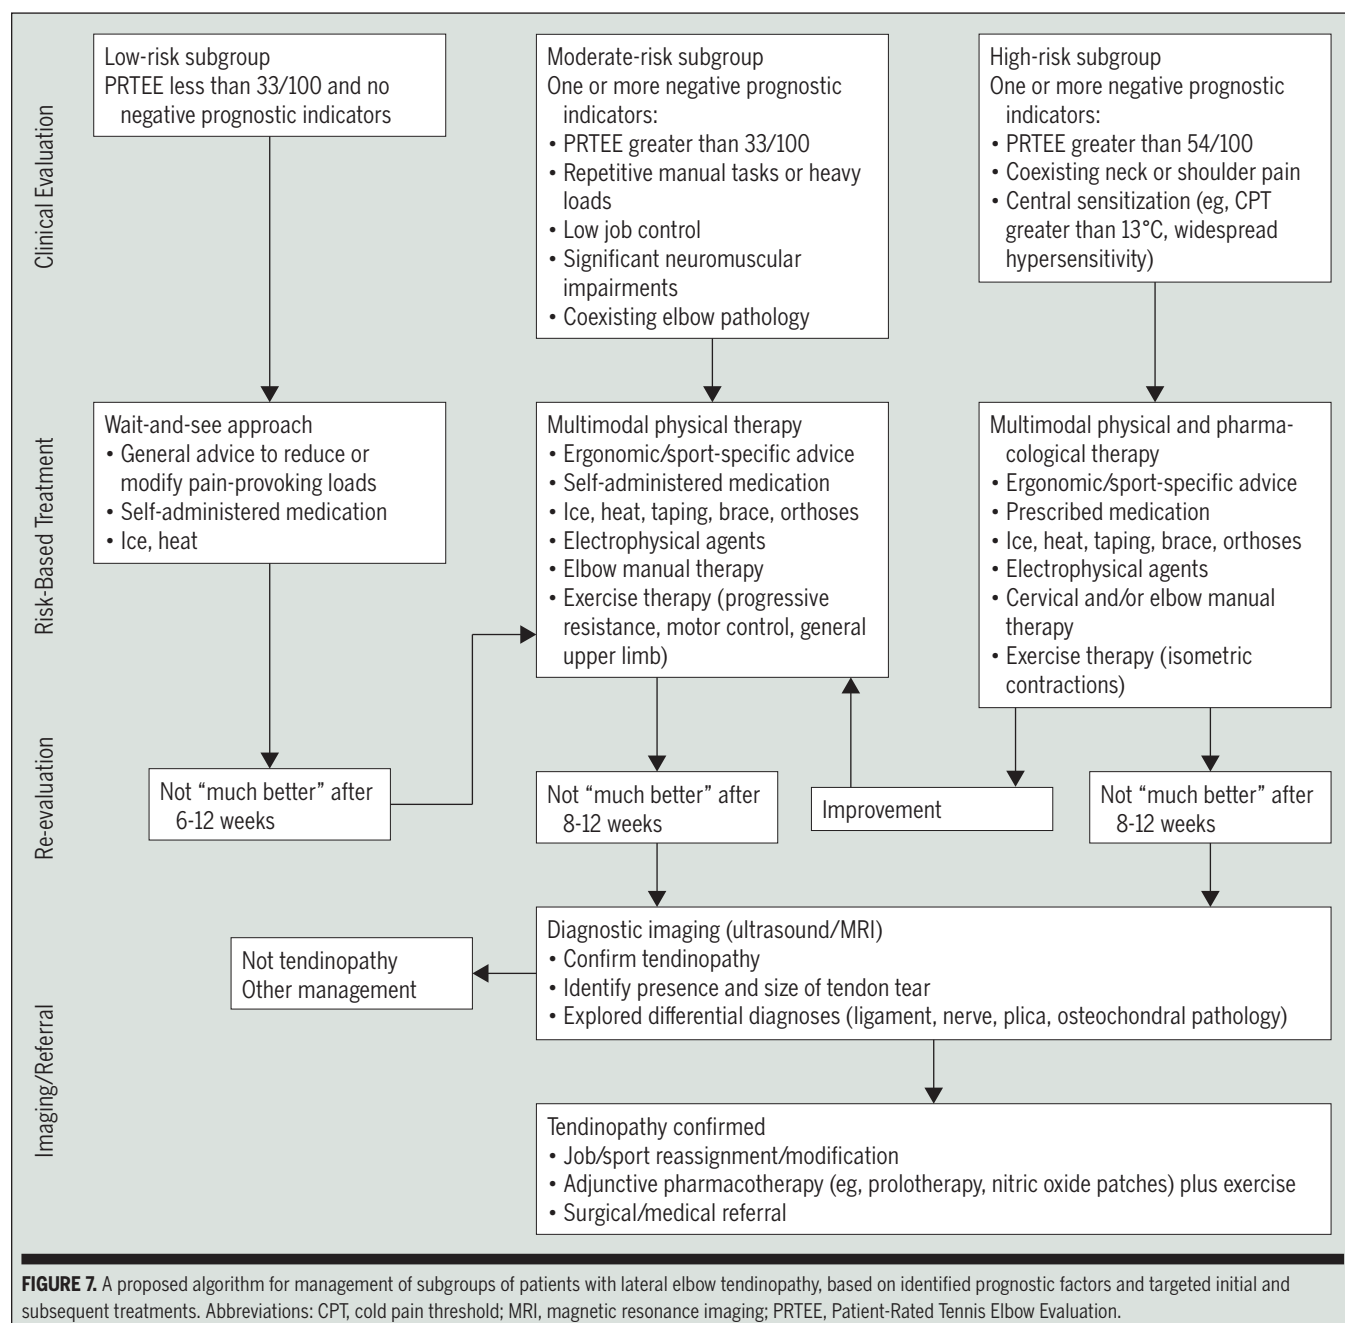 Clinical Evaluation
Low-risk subgroup
PRTEE less than 33/100 and no
negative prognostic indicators
Moderate-risk subgroup
One or more negative prognostic
indicators:
• PRTEE greater than 33/100
• Repetitive manual tasks or heavy
loads
• Low job control
• Significant neuromuscular
impairments
• Coexisting elbow pathology
High-risk subgroup
One or more negative prognostic
indicators:
• PRTEE greater than 54/100
• Coexisting neck or shoulder pain
• Central sensitization (eg, CPT
greater than 13°C, widespread
hypersensitivity)
Risk-Based Treatment
Wait-and-see approach
• General advice to reduce or
modify pain-provoking loads
• Self-administered medication
• Ice, heat
Multimodal physical therapy
• Ergonomic/sport-specific advice
• Self-administered medication
• Ice, heat, taping, brace, orthoses
• Electrophysical agents
• Elbow manual therapy
• Exercise therapy (progressive
resistance, motor control, general
upper limb)
Multimodal physical and pharma-
cological therapy
• Ergonomic/sport-specific advice
• Prescribed medication
• Ice, heat, taping, brace, orthoses
• Electrophysical agents
• Cervical and/or elbow manual
therapy
• Exercise therapy (isometric
contractions)
Re-evaluation
Not “much better” after
6-12 weeks
Not “much better” after
8-12 weeks
Improvement
Not “much better” after
8-12 weeks
Imaging/Referral
Not tendinopathy
Other management
Diagnostic imaging (ultrasound/MRI)
• Confirm tendinopathy
• Identify presence and size of tendon tear
• Explored differential diagnoses (ligament, nerve, plica, osteochondral pathology)
Tendinopathy confirmed
• Job/sport reassignment/modification
• Adjunctive pharmacotherapy (eg, prolotherapy, nitric oxide patches) plus exercise
• Surgical/medical referral
FIGURE 7. A proposed algorithm for management of subgroups of patients with lateral elbow tendinopathy, based on identified prognostic factors and targeted initial and
subsequent treatments. Abbreviations: CPT, cold pain threshold; MRI, magnetic resonance imaging; PRTEE, Patient-Rated Tennis Elbow Evaluation.